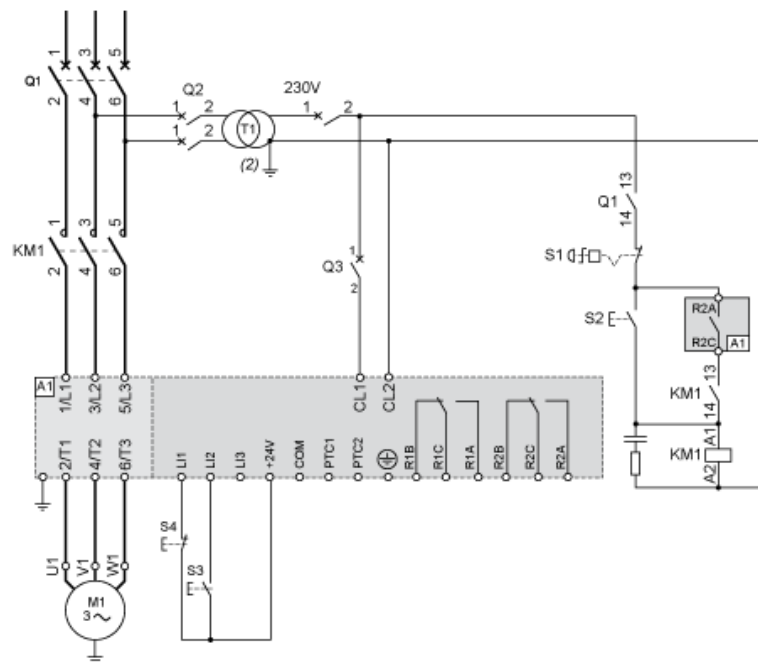 1 3 5
Q1
2 4 6
Q2
1 2
1 2
T1
(2)
230V
1 2
13
Q1
14
1 3 5
KM1
2 4 6
1
Q3
2
S1
S2
R2A
R2C
A1
13
KM1
14
A1
KM1
A2
A1
1/L1 3/L2 5/L3
CL1 CL2
2/T1 4/T2 6/T3
LI1 LI2 LI3 +24V COM PTC1 PTC2 R1B R1C R1A R2B R2C R2A
S4
S3
U1 V1 W1
M1
3